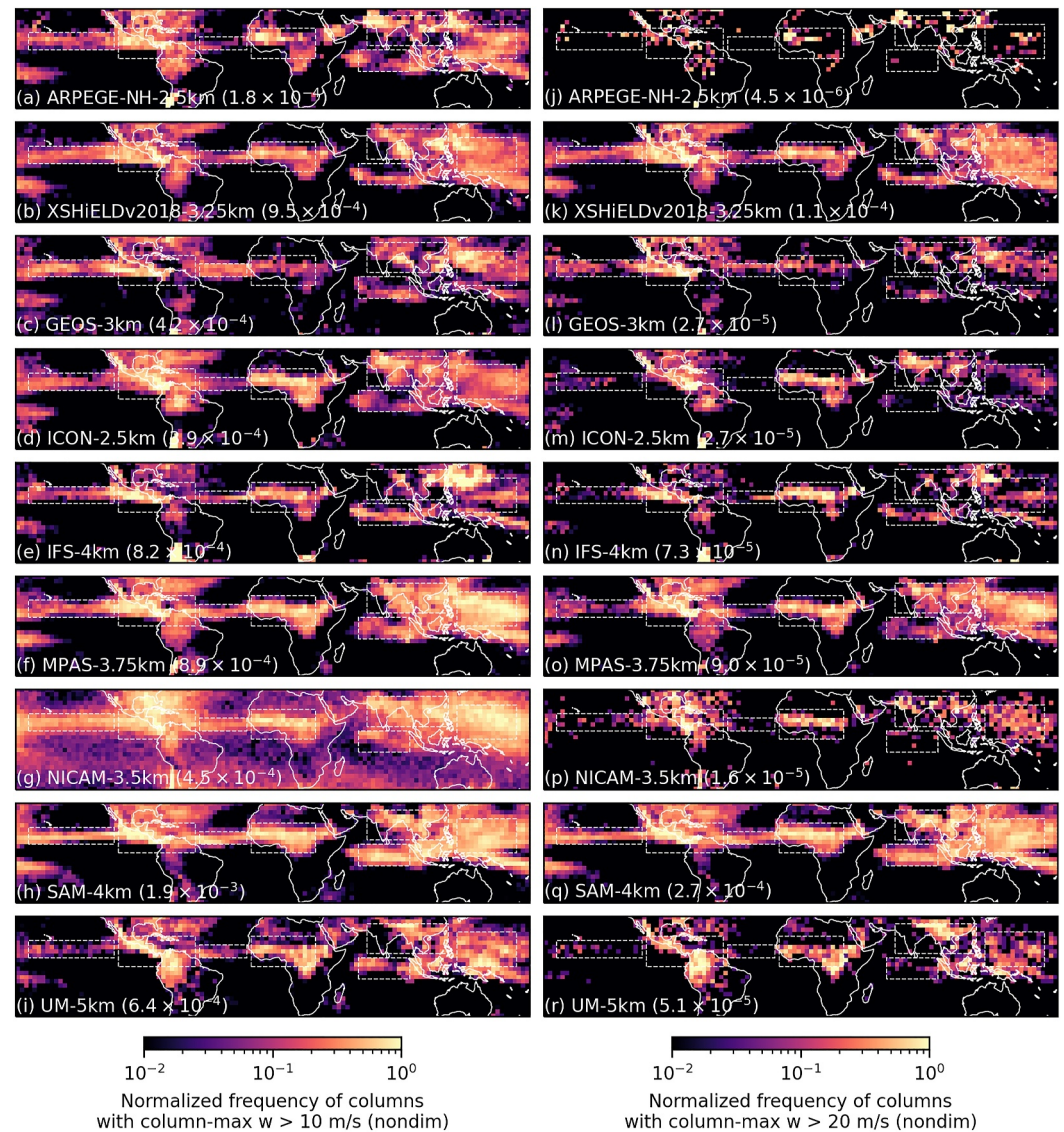 (a) ARPEGE-NH-2.5km (1.8 × 10⁻⁴)
(j) ARPEGE-NH-2.5km (4.5 × 10⁻⁶)
(b) XSHiELDv2018-3.25km (9.5 × 10⁻⁴)
(k) XSHiELDv2018-3.25km (1.1 × 10⁻⁴)
(c) GEOS-3km (4.2 × 10⁻⁴)
(l) GEOS-3km (2.7 × 10⁻⁵)
(d) ICON-2.5km ( .9 × 10⁻⁴)
(m) ICON-2.5km (2.7 × 10⁻⁵)
(e) IFS-4km (8.2 × 10⁻⁴)
(n) IFS-4km (7.3 × 10⁻⁵)
(f) MPAS-3.75km (8.9 × 10⁻⁴)
(o) MPAS-3.75km (9.0 × 10⁻⁵)
(g) NICAM-3.5km (4.5 × 10⁻⁴)
(p) NICAM-3.5km (1.6 × 10⁻⁵)
(h) SAM-4km (1.9 × 10⁻³)
(q) SAM-4km (2.7 × 10⁻⁴)
(i) UM-5km (6.4 × 10⁻⁴)
(r) UM-5km (5.1 × 10⁻⁵)
10⁻² 10⁻¹ 10⁰
Normalized frequency of columns
with column-max w > 10 m/s (nondim)
10⁻² 10⁻¹ 10⁰
Normalized frequency of columns
with column-max w > 20 m/s (nondim)